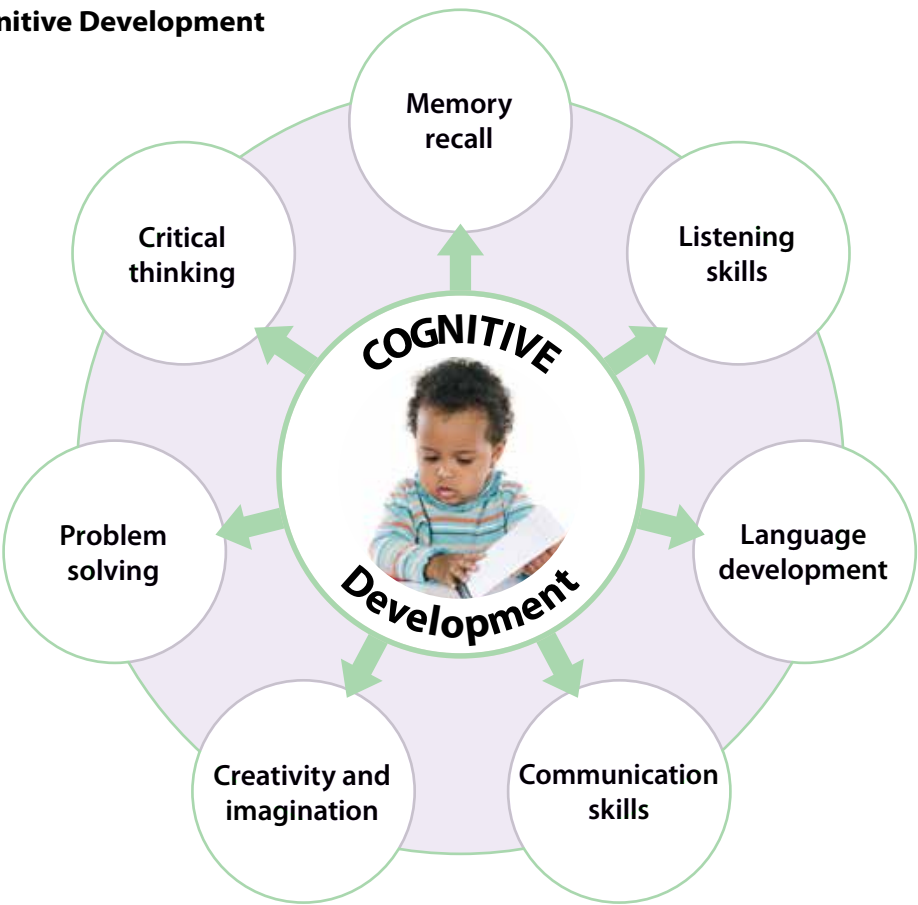 nitive Development
Memory
recall
Listening
skills
Language
development
Communication
skills
Creativity and
imagination
Problem
solving
Critical
thinking
COGNITIVE
Development